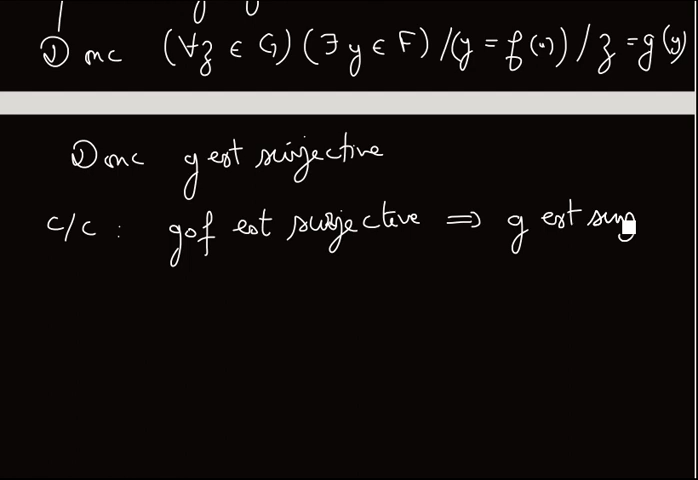 Donc (∀z ∈ G) (∃ y ∈ F) / (y = f(x)) / z = g(y)
Donc g est surjective
C/C : gof est surjective ⟹ g est surj